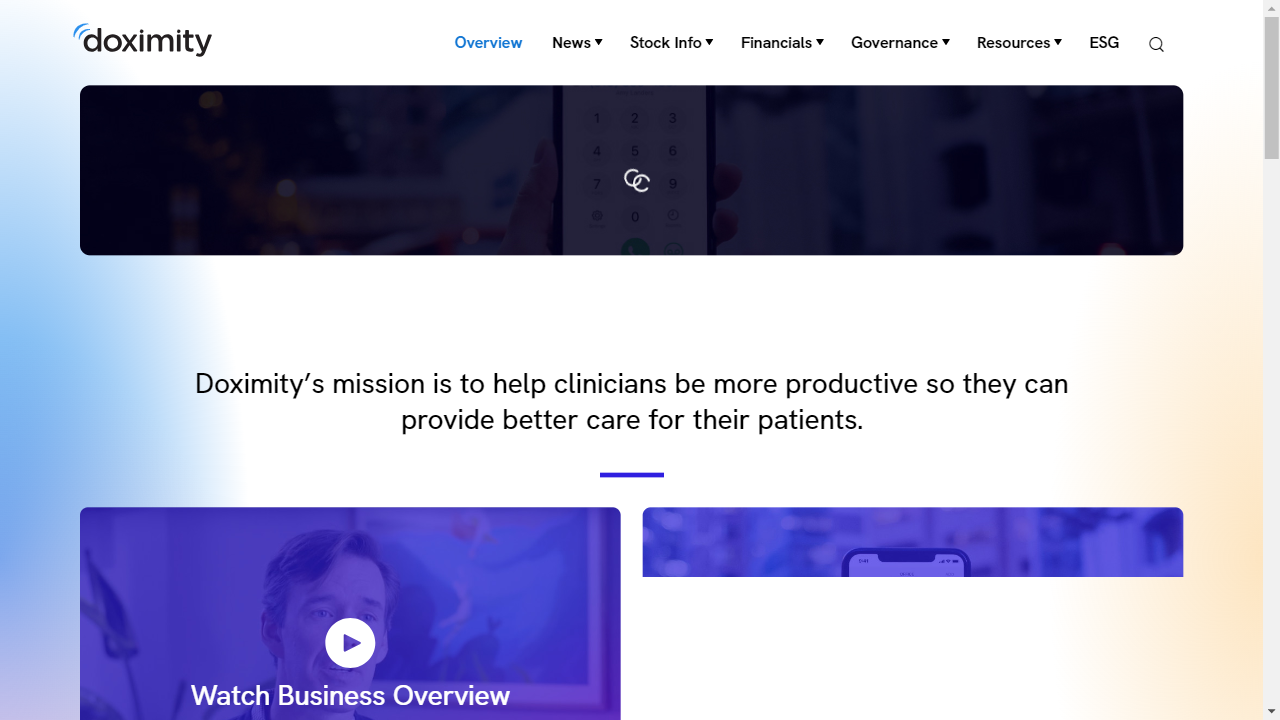 doximity
Overview News Stock Info Financials Governance Resources ESG
1 2 3
4 5 6
7 9
0
Doximity’s mission is to help clinicians be more productive so they can
provide better care for their patients.
Watch Business Overview